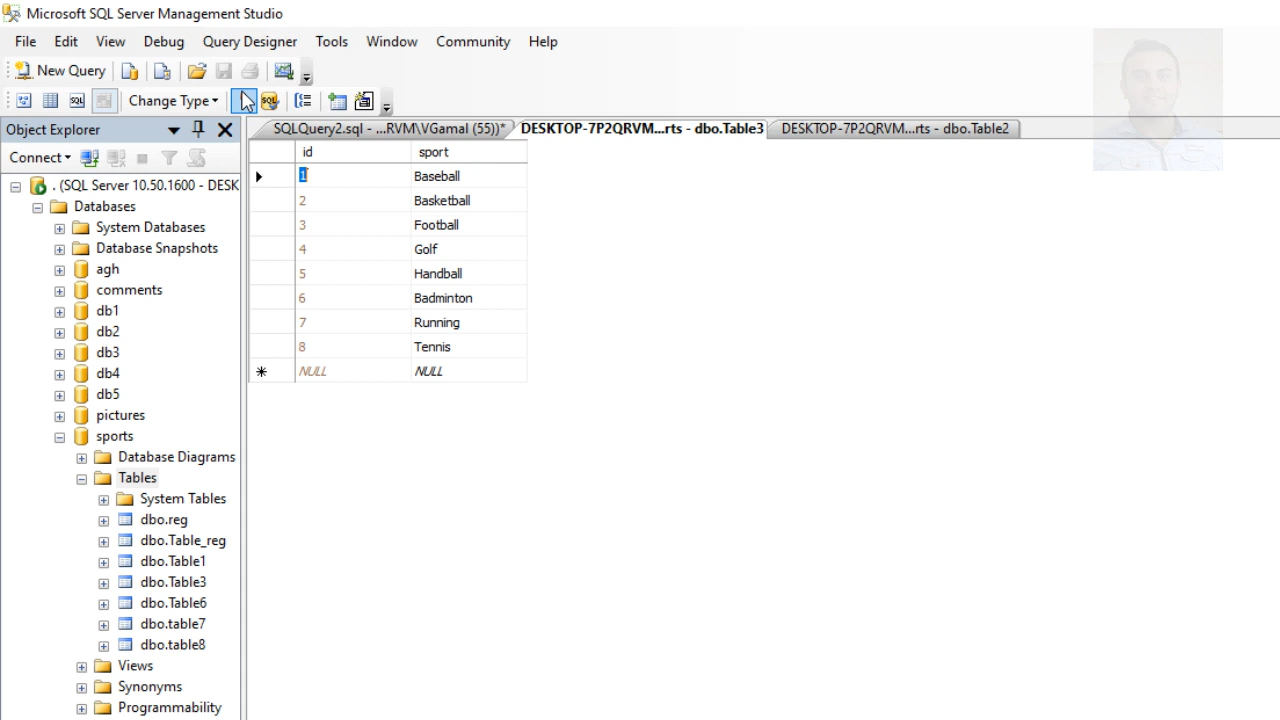 Microsoft SQL Server Management Studio
File Edit View Debug Query Designer Tools Window Community Help
New Query
SQL Change Type SQL
Object Explorer
SQLQuery2.sql - ...RVM\VGamal (55))* DESKTOP-7P2QRVM...rts - dbo.Table3 DESKTOP-7P2QRVM...rts - dbo.Table2
Connect
id sport
1 Baseball
2 Basketball
3 Football
4 Golf
5 Handball
6 Badminton
7 Running
8 Tennis
NULL NULL
. (SQL Server 10.50.1600 - DESK
Databases
System Databases
Database Snapshots
agh
comments
db1
db2
db3
db4
db5
pictures
sports
Database Diagrams
Tables
System Tables
dbo.reg
dbo.Table_reg
dbo.Table1
dbo.Table3
dbo.Table6
dbo.table7
dbo.table8
Views
Synonyms
Programmability